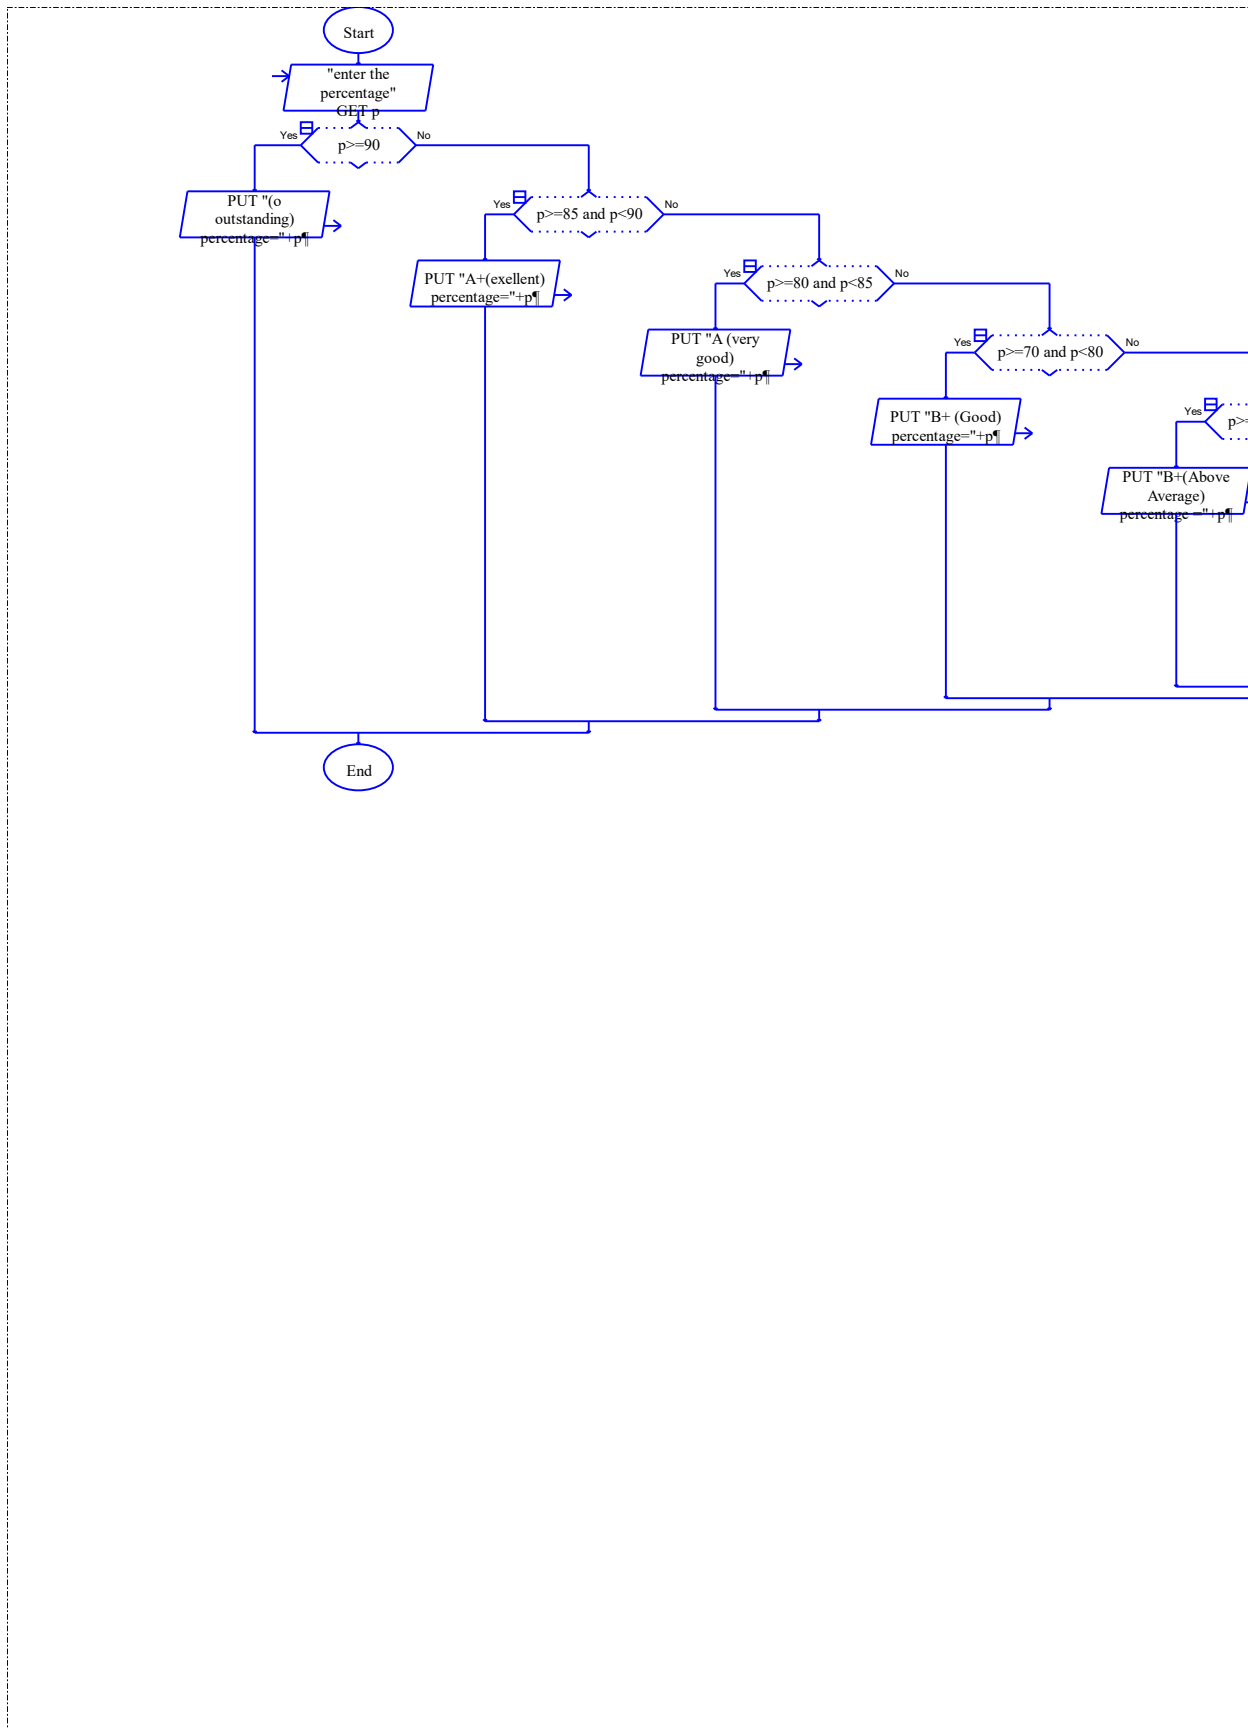 Start
"enter the
percentage"
GET p
Yes
No
p>=90
PUT "(o
outstanding)
percentage="+p¶
Yes
No
p>=85 and p<90
PUT "A+(exellent)
percentage="+p¶
Yes
No
p>=80 and p<85
PUT "A (very
good)
percentage="+p¶
Yes
No
p>=70 and p<80
PUT "B+ (Good)
percentage="+p¶
Yes
p>=
PUT "B+(Above
Average)
percentage ="+p¶
End